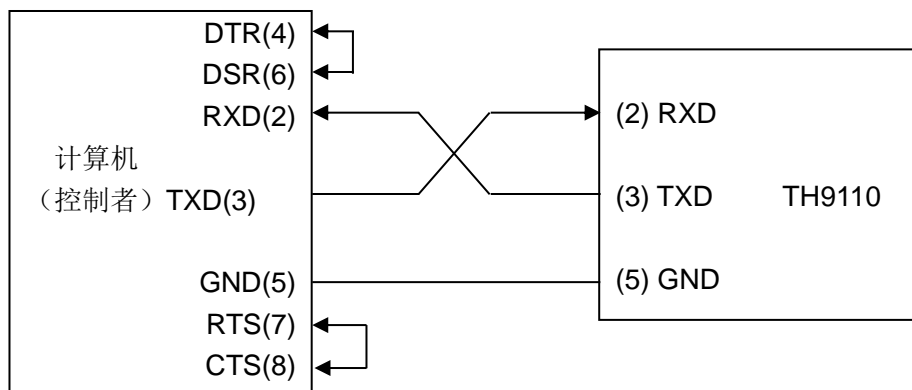 DTR(4)
DSR(6)
RXD(2)
计算机
（控制者）TXD(3)
GND(5)
RTS(7)
CTS(8)
(2) RXD
(3) TXD TH9110
(5) GND